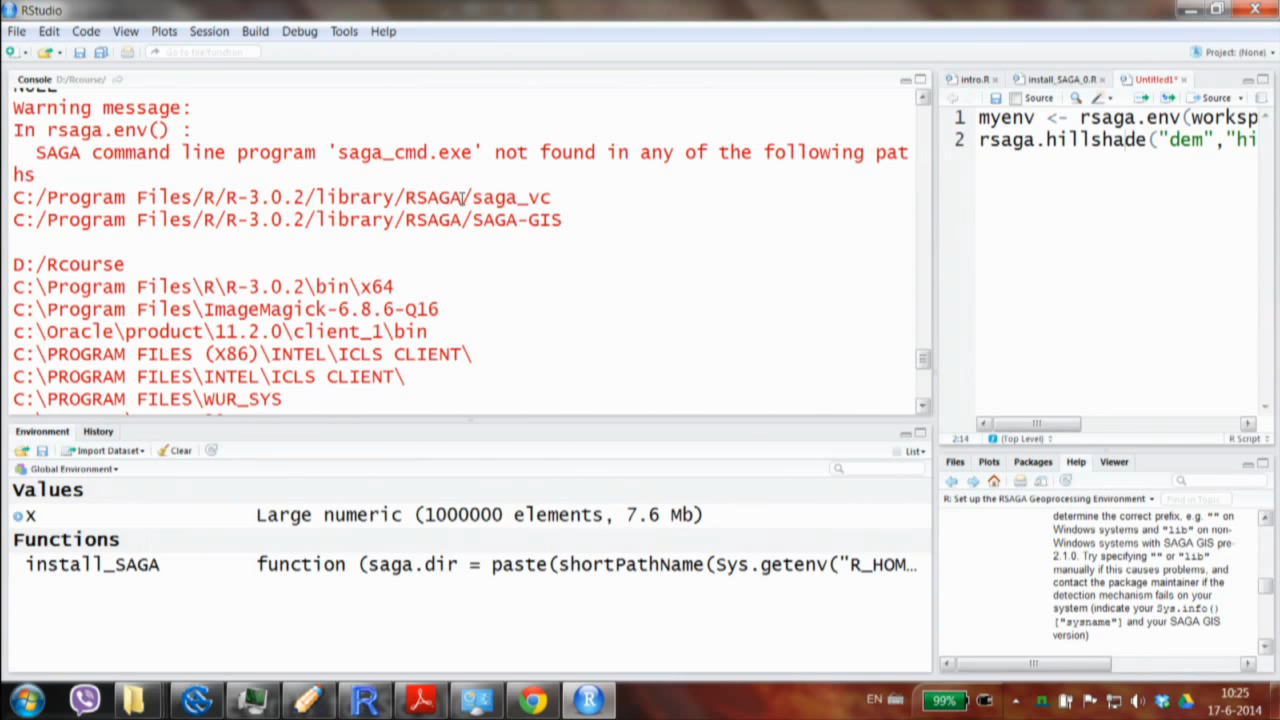 RStudio
File Edit Code View Plots Session Build Debug Tools Help
Go to file/function
Project: (None)
Console D:/Rcourse/
Warning message:
In rsaga.env() :
SAGA command line program 'saga_cmd.exe' not found in any of the following pat
hs
C:/Program Files/R/R-3.0.2/library/RSAGA/saga_vc
C:/Program Files/R/R-3.0.2/library/RSAGA/SAGA-GIS
D:/Rcourse
C:\Program Files\R\R-3.0.2\bin\x64
C:\Program Files\ImageMagick-6.8.6-Q16
c:\Oracle\product\11.2.0\client_1\bin
C:\PROGRAM FILES (X86)\INTEL\ICLS CLIENT\
C:\PROGRAM FILES\INTEL\ICLS CLIENT\
C:\PROGRAM FILES\WUR_SYS
intro.R install_SAGA_0.R Untitled1*
Source Source
1 myenv <- rsaga.env(worksp
2 rsaga.hillshade("dem","hi
2:14 (Top Level) R Script
Environment History
Import Dataset Clear List
Global Environment
Values
x Large numeric (1000000 elements, 7.6 Mb)
Functions
install_SAGA function (saga.dir = paste(shortPathName(Sys.getenv("R_HOM…
Files Plots Packages Help Viewer
R: Set up the RSAGA Geoprocessing Environment Find in Topic
determine the correct prefix, e.g. "" on
Windows systems and "lib" on non-
Windows systems with SAGA GIS pre-
2.1.0. Try specifying "" or "lib"
manually if this causes problems, and
contact the package maintainer if the
detection mechanism fails on your
system (indicate your Sys.info()
["sysname"] and your SAGA GIS
version)
EN 99% 10:25
17-6-2014